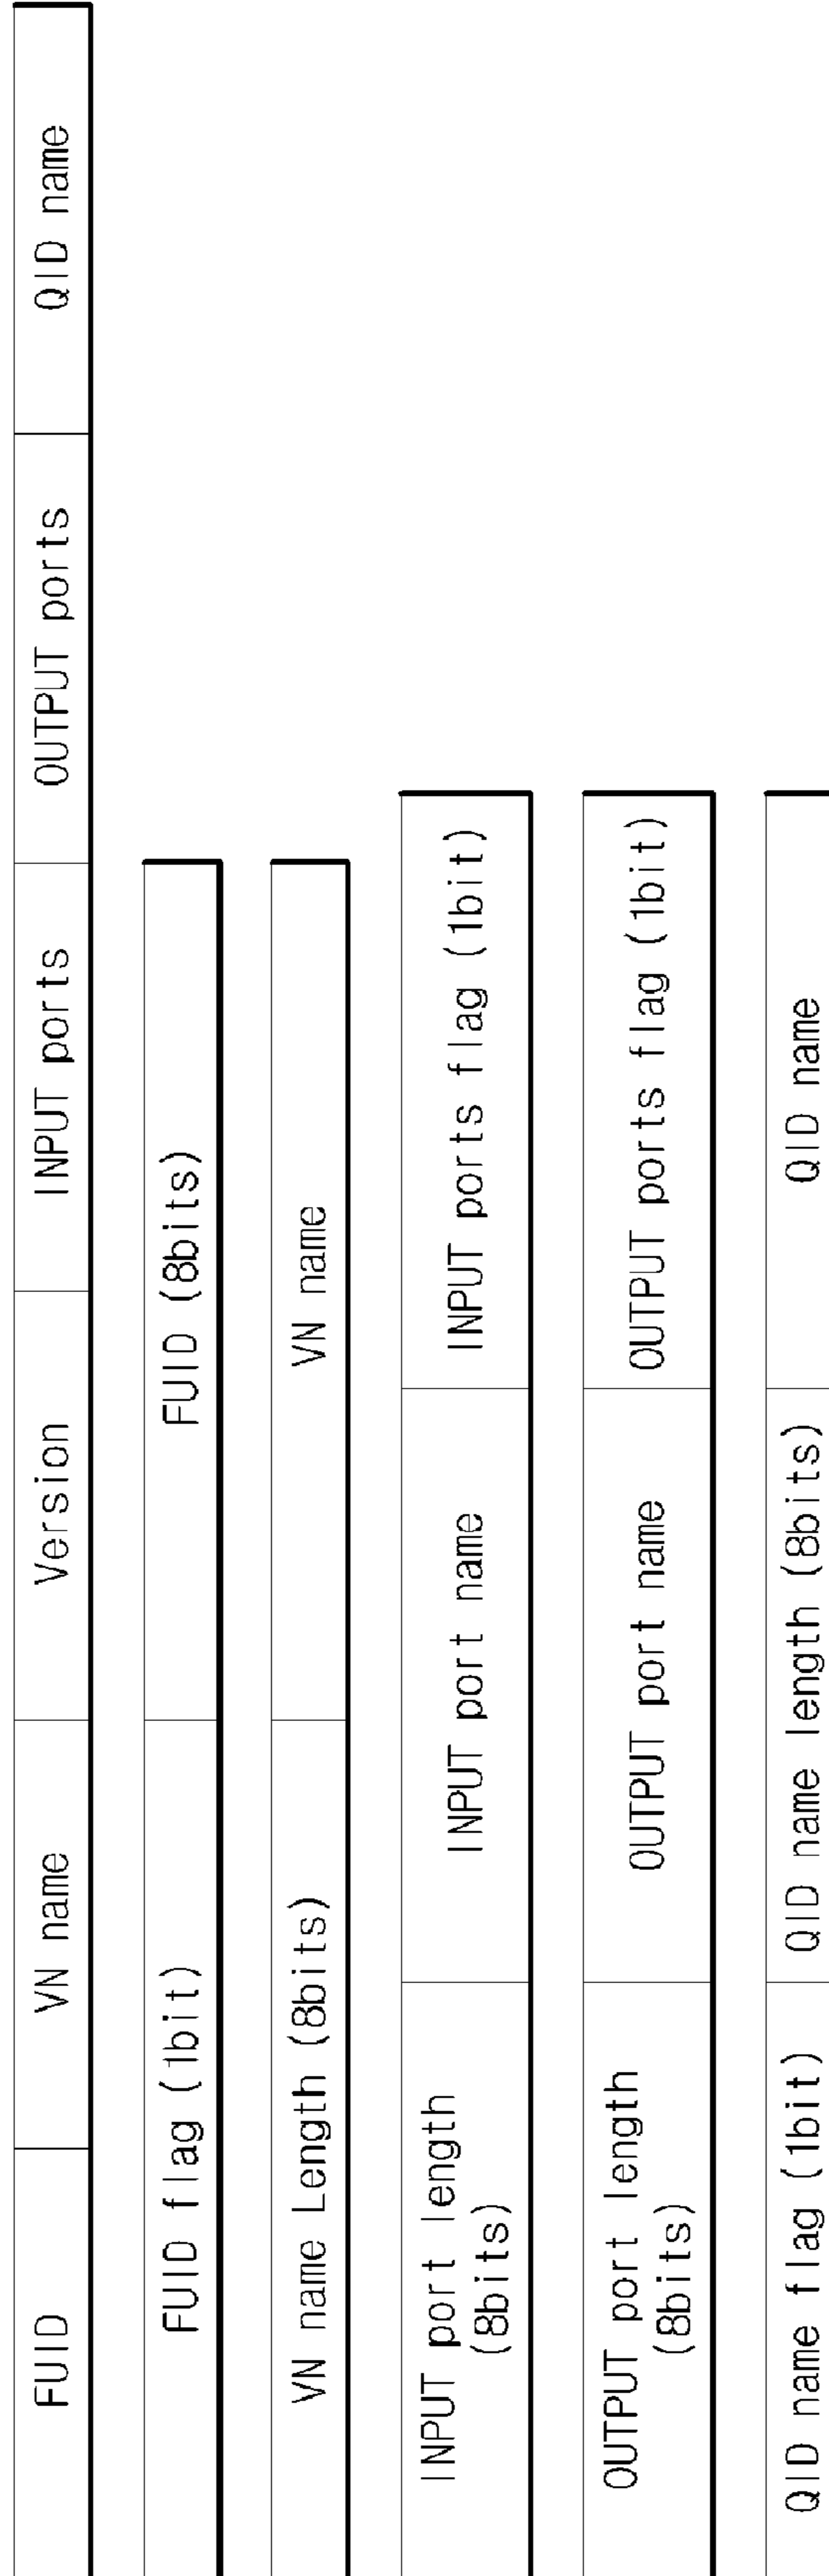 FUID
VN name
Version
INPUT ports
OUTPUT ports
QID name
FUID flag (1bit)
FUID (8bits)
VN name Length (8bits)
VN name
INPUT port length
(8bits)
INPUT port name
INPUT ports flag (1bit)
OUTPUT port length
(8bits)
OUTPUT port name
OUTPUT ports flag (1bit)
QID name flag (1bit)
QID name length (8bits)
QID name